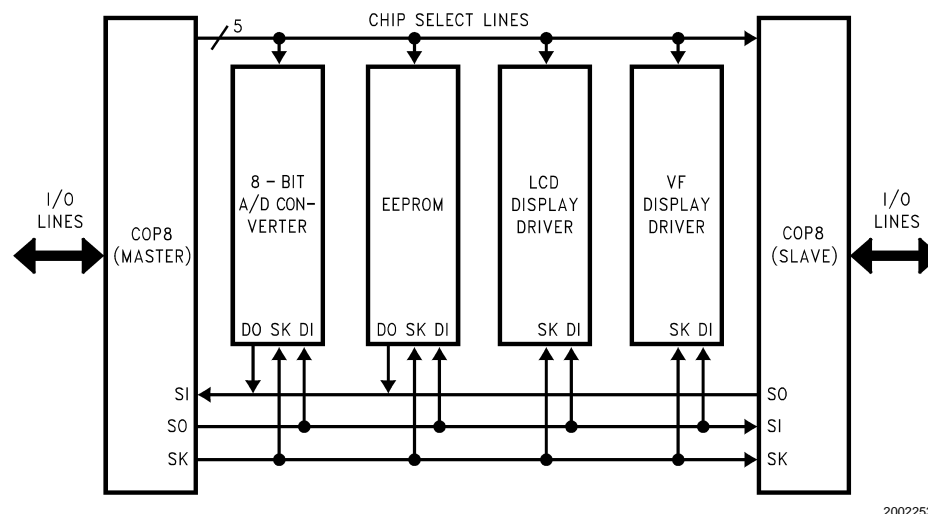 5
CHIP SELECT LINES
I/O
LINES
COP8
(MASTER)
8 – BIT
A/D CON–
VERTER
EEPROM
LCD
DISPLAY
DRIVER
VF
DISPLAY
DRIVER
COP8
(SLAVE)
I/O
LINES
DO SK DI
DO SK DI
SK DI
SK DI
SI
SO
SK
SO
SI
SK